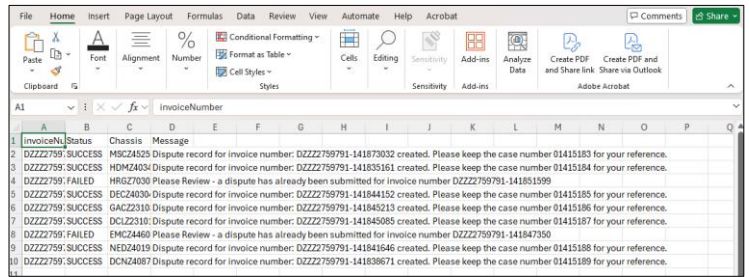 File Home Insert Page Layout Formulas Data Review View Automate Help Acrobat Comments Share
Paste Font Alignment Number Conditional Formatting Format as Table Cell Styles Cells Editing Sensitivity Add-ins Analyze Data Create PDF and Share link Create PDF and Share via Outlook
Clipboard Styles Sensitivity Add-ins Adobe Acrobat
A1 fx invoiceNumber
A B C D E F G H I J K L M N O P Q
1 invoiceNu Status Chassis Message
2 DZZZ2759 SUCCESS MSCZ4525 Dispute record for invoice number: DZZZ2759791-141873032 created. Please keep the case number 01415183 for your reference.
3 DZZZ2759 SUCCESS HDMZ4034 Dispute record for invoice number: DZZZ2759791-141835161 created. Please keep the case number 01415184 for your reference.
4 DZZZ2759 FAILED HRGZ7030 Please Review - a dispute has already been submitted for invoice number DZZZ2759791-141851599
5 DZZZ2759 SUCCESS DECZ4030 Dispute record for invoice number: DZZZ2759791-141844152 created. Please keep the case number 01415185 for your reference.
6 DZZZ2759 SUCCESS GACZ2310 Dispute record for invoice number: DZZZ2759791-141845213 created. Please keep the case number 01415186 for your reference.
7 DZZZ2759 SUCCESS DCLZ2310 Dispute record for invoice number: DZZZ2759791-141845085 created. Please keep the case number 01415187 for your reference.
8 DZZZ2759 FAILED EMCZ4460 Please Review - a dispute has already been submitted for invoice number DZZZ2759791-141847350
9 DZZZ2759 SUCCESS NEDZ4019 Dispute record for invoice number: DZZZ2759791-141841646 created. Please keep the case number 01415188 for your reference.
10 DZZZ2759 SUCCESS DCNZ4087 Dispute record for invoice number: DZZZ2759791-141838671 created. Please keep the case number 01415189 for your reference.